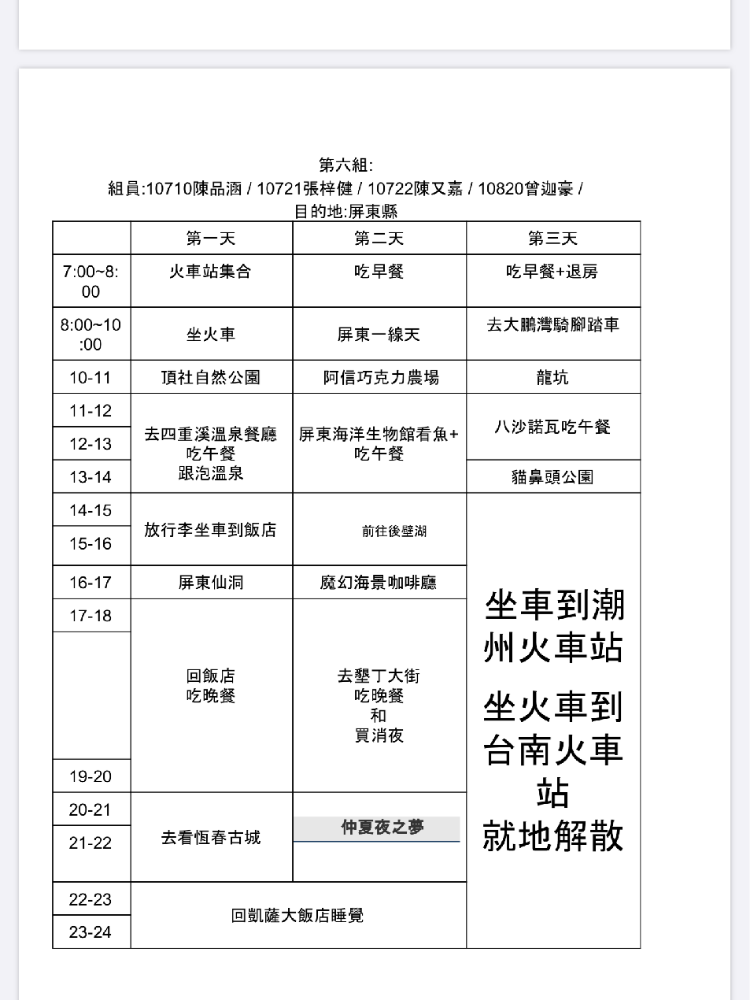 第六組:
組員:10710陳品涵 / 10721張梓健 / 10722陳又嘉 / 10820曾迦豪 /
目的地:屏東縣
第一天 第二天 第三天
7:00~8:
00
火車站集合 吃早餐 吃早餐+退房
8:00~10
:00
坐火車 屏東一線天 去大鵬灣騎腳踏車
10-11 頂社自然公園 阿信巧克力農場 龍坑
11-12
12-13
13-14
去四重溪溫泉餐廳
吃午餐
跟泡溫泉
屏東海洋生物館看魚+
吃午餐
八沙諾瓦吃午餐
貓鼻頭公園
14-15
15-16
放行李坐車到飯店 前往後壁湖
16-17 屏東仙洞 魔幻海景咖啡廳
17-18
19-20
回飯店
吃晚餐
去墾丁大街
吃晚餐
和
買消夜
20-21
21-22
去看恆春古城 仲夏夜之夢
22-23
23-24
回凱薩大飯店睡覺
坐車到潮
州火車站
坐火車到
台南火車
站
就地解散